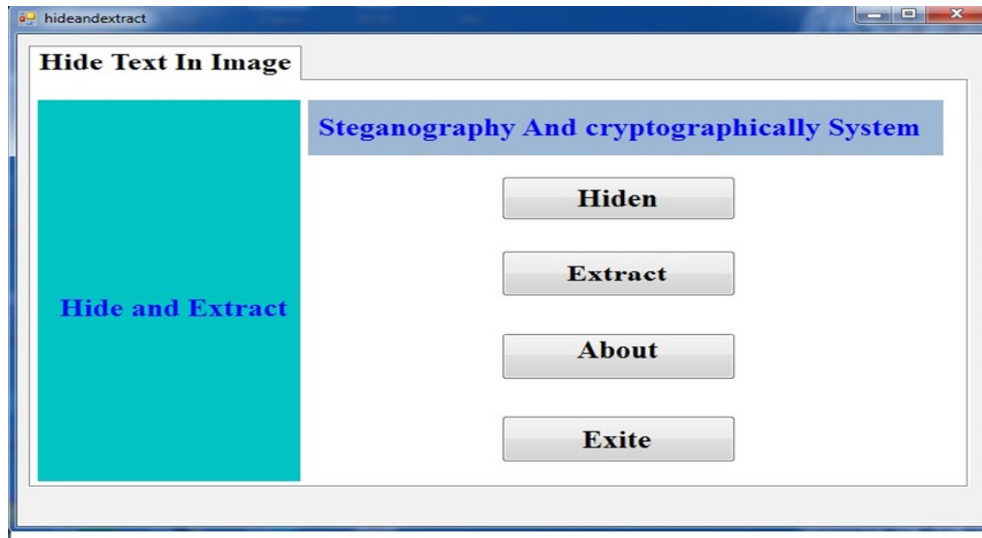 hideandextract
Hide Text In Image
Steganography And cryptographically System
Hiden
Extract
Hide and Extract
About
Exite